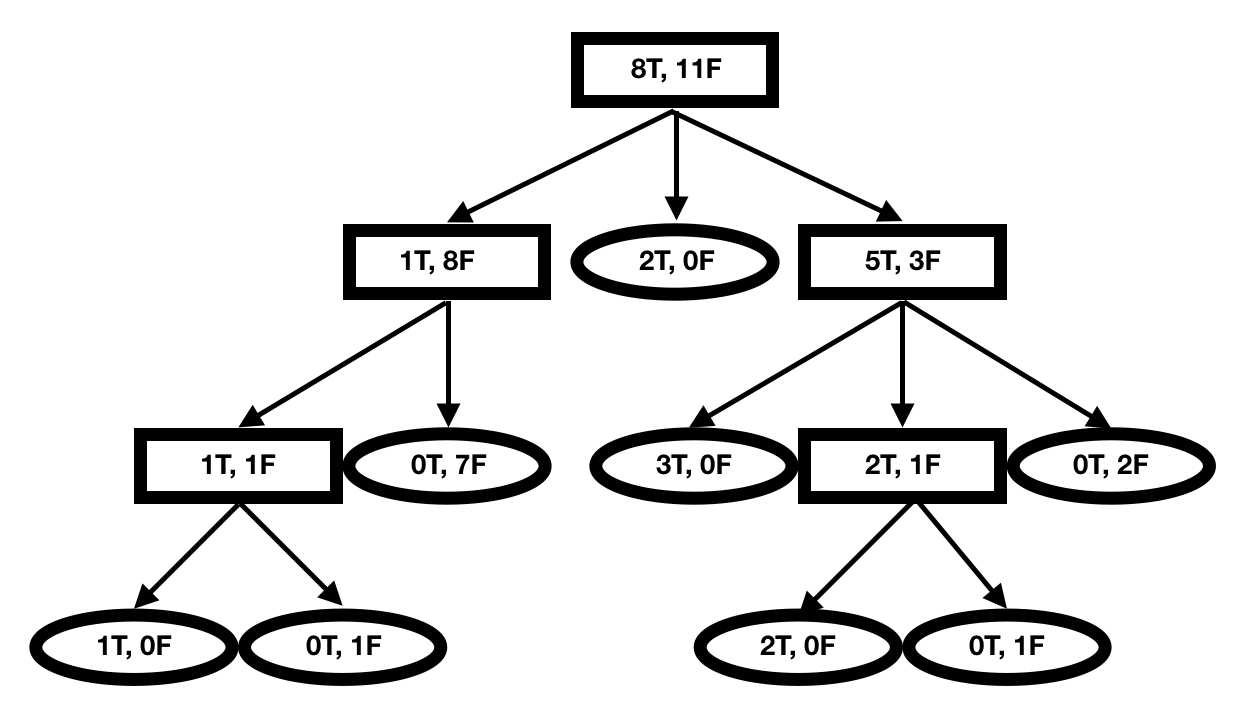 8T, 11F
1T, 8F
2T, 0F
5T, 3F
1T, 1F
0T, 7F
3T, 0F
2T, 1F
0T, 2F
1T, 0F
0T, 1F
2T, 0F
0T, 1F